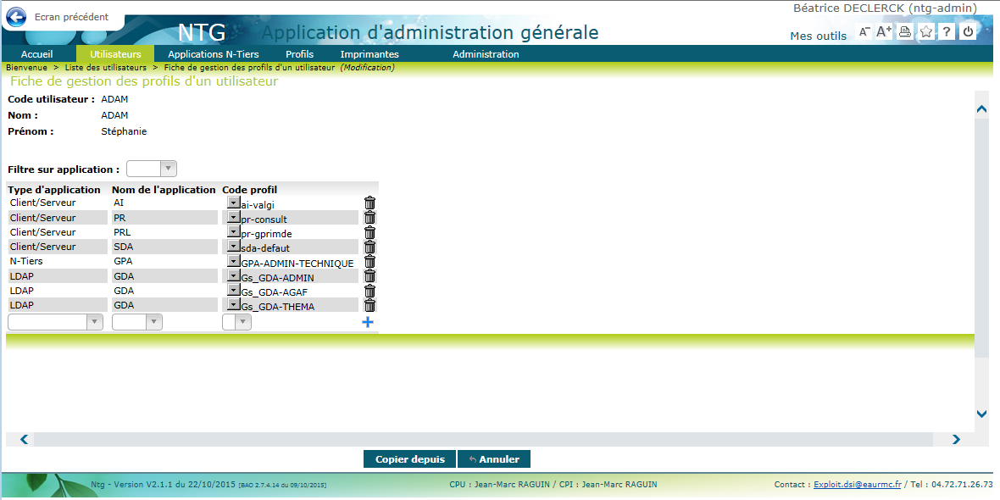 Ecran précédent
Béatrice DECLERCK (ntg-admin)
NTG Application d'administration générale
Mes outils A- A+ ?
Accueil Utilisateurs Applications N-Tiers Profils Imprimantes Administration
Bienvenue > Liste des utilisateurs > Fiche de gestion des profils d'un utilisateur (Modification)
Fiche de gestion des profils d'un utilisateur
Code utilisateur : ADAM
Nom : ADAM
Prénom : Stéphanie
Filtre sur application :
Type d'application Nom de l'application Code profil
Client/Serveur AI ai-valgi
Client/Serveur PR pr-consult
Client/Serveur PRL pr-gprimde
Client/Serveur SDA sda-defaut
N-Tiers GPA GPA-ADMIN-TECHNIQUE
LDAP GDA Gs_GDA-ADMIN
LDAP GDA Gs_GDA-AGAF
LDAP GDA Gs_GDA-THEMA
Copier depuis Annuler
Ntg - Version V2.1.1 du 22/10/2015 [BAO 2.7.4.14 du 09/10/2015] CPU : Jean-Marc RAGUIN / CPI : Jean-Marc RAGUIN Contact : Exploit.dsi@eaurmc.fr / Tel : 04.72.71.26.73